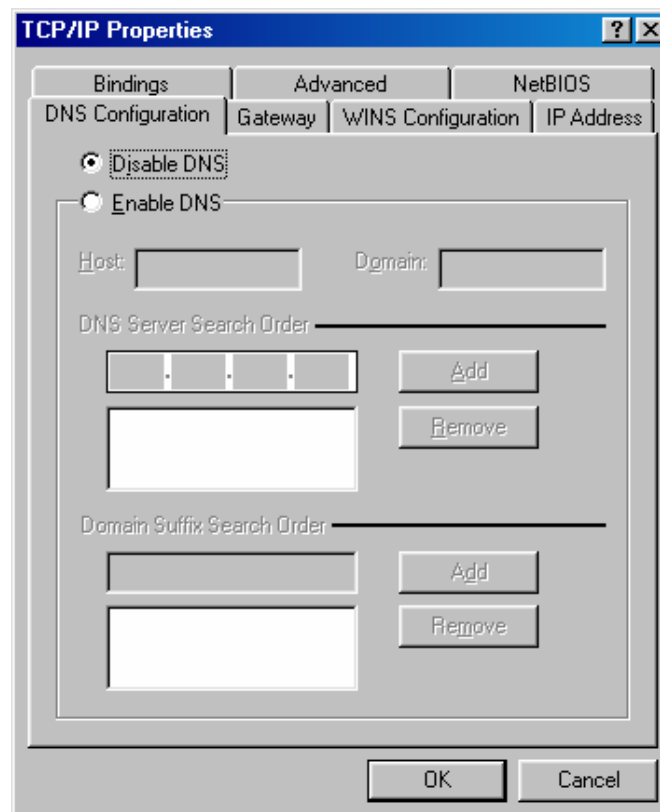 TCP/IP Properties
Bindings Advanced NetBIOS
DNS Configuration Gateway WINS Configuration IP Address
Disable DNS
Enable DNS
Host: Domain:
DNS Server Search Order
. . . Add
Remove
Domain Suffix Search Order
Add
Remove
OK Cancel